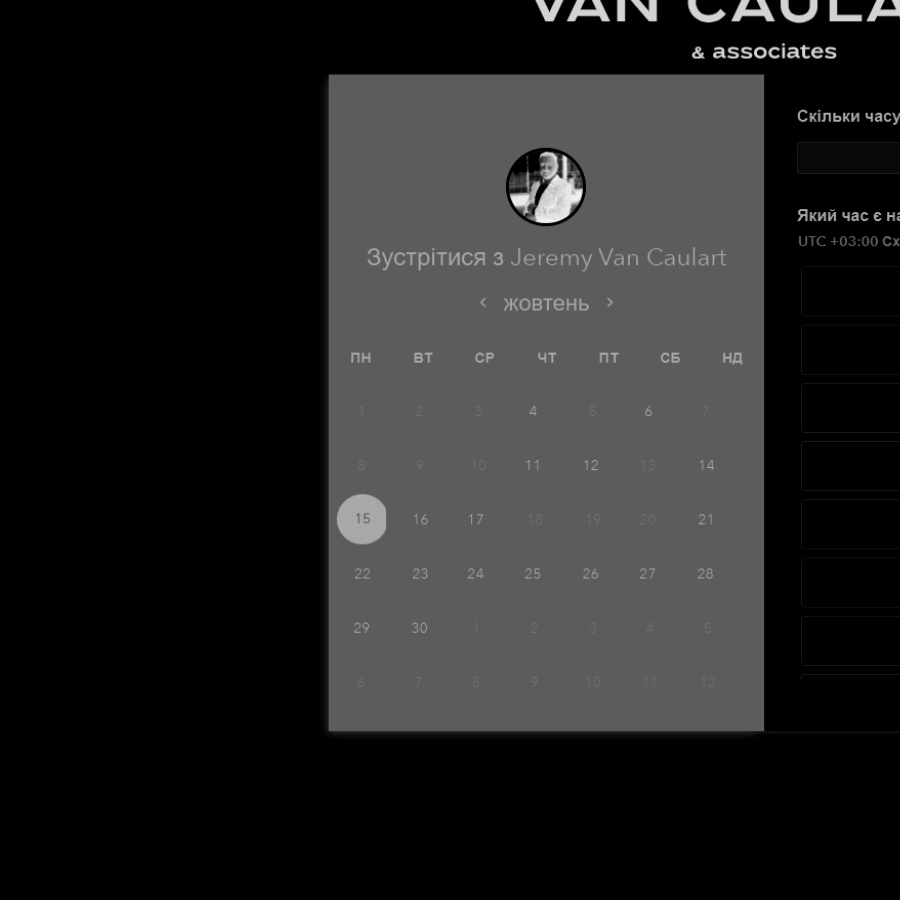 VAN CAULA
& associates
Зустрітися з Jeremy Van Caulart
жовтень
ПН ВТ СР ЧТ ПТ СБ НД
1 2 3 4 5 6 7
8 9 10 11 12 13 14
15 16 17 18 19 20 21
22 23 24 25 26 27 28
29 30 1 2 3 4 5
6 7 8 9 10 11 12
Скільки часу
Який час є на
UTC +03:00 Сх